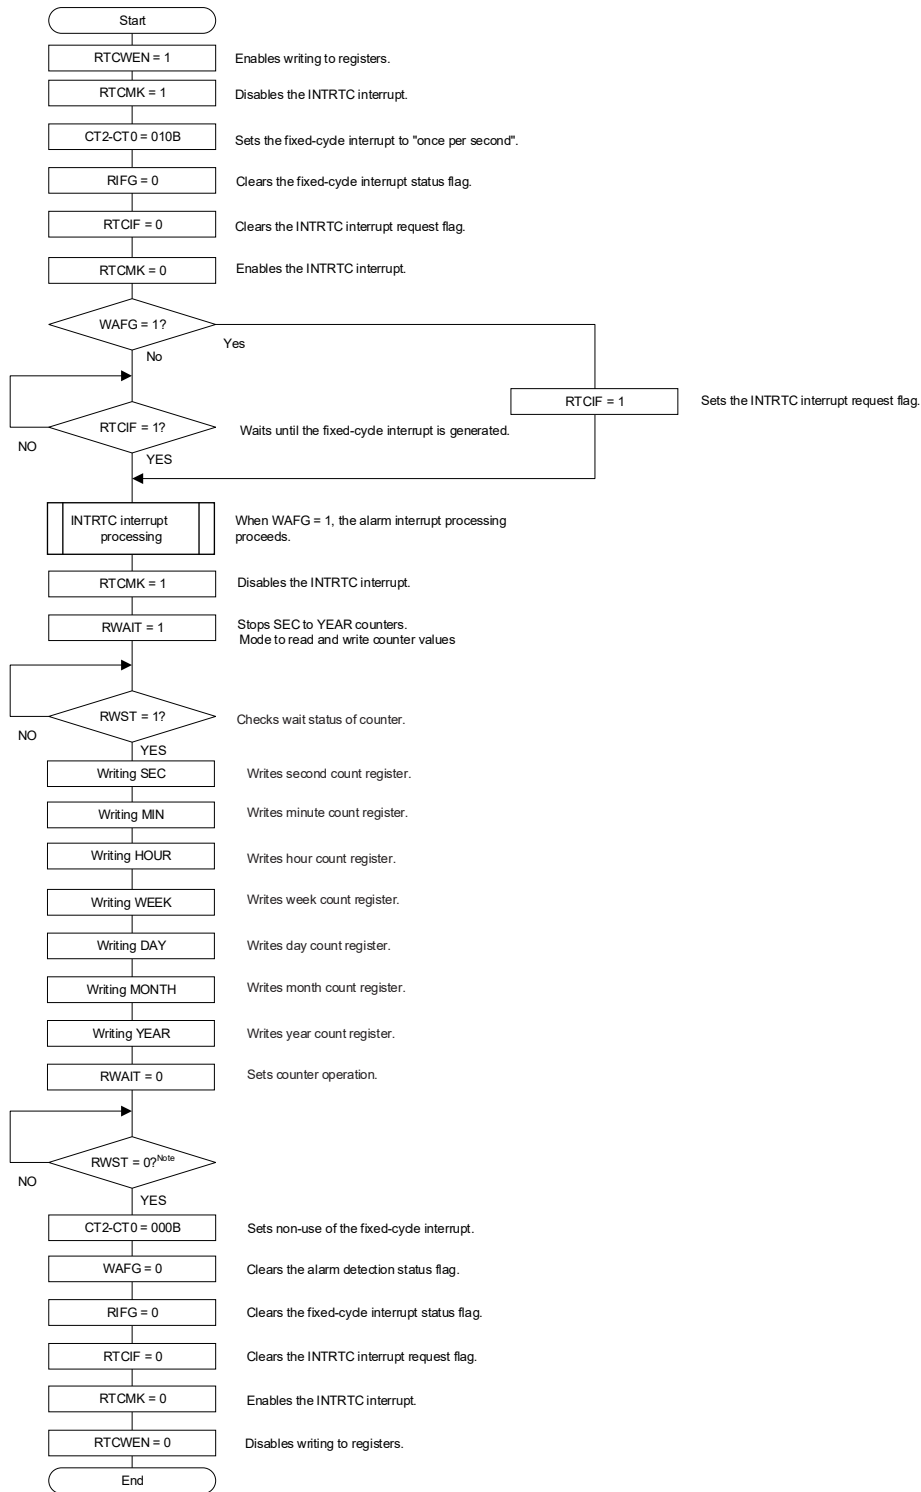 Start
RTCWEN = 1
Enables writing to registers.
RTCMK = 1
Disables the INTRTC interrupt.
CT2-CT0 = 010B
Sets the fixed-cycle interrupt to "once per second".
RIFG = 0
Clears the fixed-cycle interrupt status flag.
RTCIF = 0
Clears the INTRTC interrupt request flag.
RTCMK = 0
Enables the INTRTC interrupt.
WAFG = 1?
Yes
No
RTCIF = 1
Sets the INTRTC interrupt request flag.
RTCIF = 1?
Waits until the fixed-cycle interrupt is generated.
NO
YES
INTRTC interrupt
processing
When WAFG = 1, the alarm interrupt processing
proceeds.
RTCMK = 1
Disables the INTRTC interrupt.
RWAIT = 1
Stops SEC to YEAR counters.
Mode to read and write counter values
RWST = 1?
Checks wait status of counter.
NO
YES
Writing SEC
Writes second count register.
Writing MIN
Writes minute count register.
Writing HOUR
Writes hour count register.
Writing WEEK
Writes week count register.
Writing DAY
Writes day count register.
Writing MONTH
Writes month count register.
Writing YEAR
Writes year count register.
RWAIT = 0
Sets counter operation.
RWST = 0?Note
NO
YES
CT2-CT0 = 000B
Sets non-use of the fixed-cycle interrupt.
WAFG = 0
Clears the alarm detection status flag.
RIFG = 0
Clears the fixed-cycle interrupt status flag.
RTCIF = 0
Clears the INTRTC interrupt request flag.
RTCMK = 0
Enables the INTRTC interrupt.
RTCWEN = 0
Disables writing to registers.
End